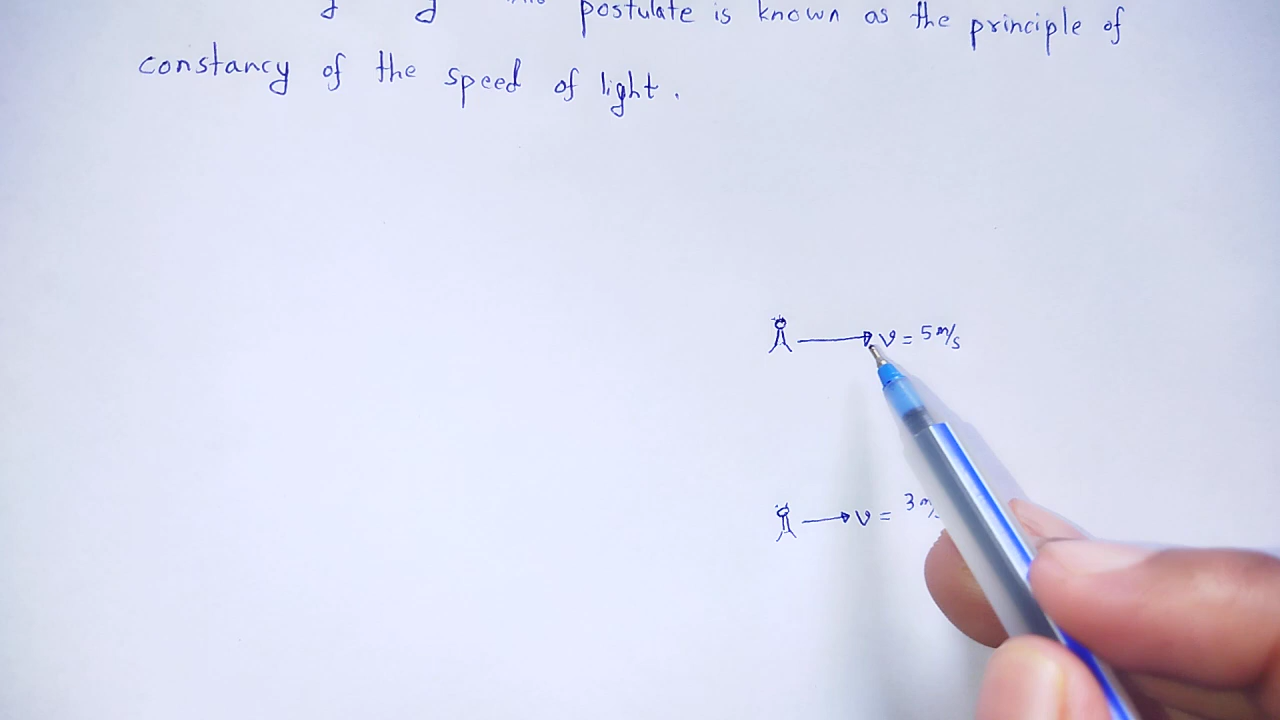 postulate is known as the principle of
constancy of the speed of light.
v = 5 m/s
v = 3 m/